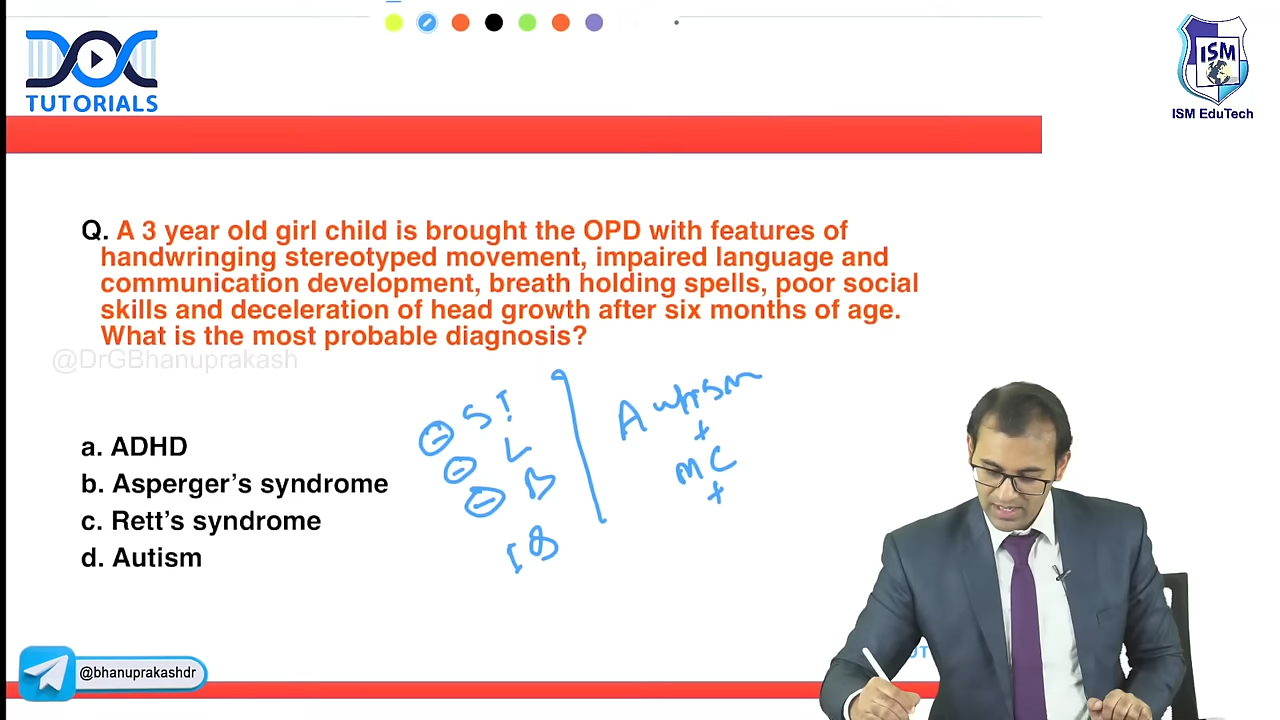 TUTORIALS
ISM
ISM EduTech
Q. A 3 year old girl child is brought the OPD with features of
handwringing stereotyped movement, impaired language and
communication development, breath holding spells, poor social
skills and deceleration of head growth after six months of age.
What is the most probable diagnosis?
@DrGBhanuprakash
a. ADHD
b. Asperger’s syndrome
c. Rett’s syndrome
d. Autism
SI
L
B
Autism
+
MC
+
@bhanuprakashdr